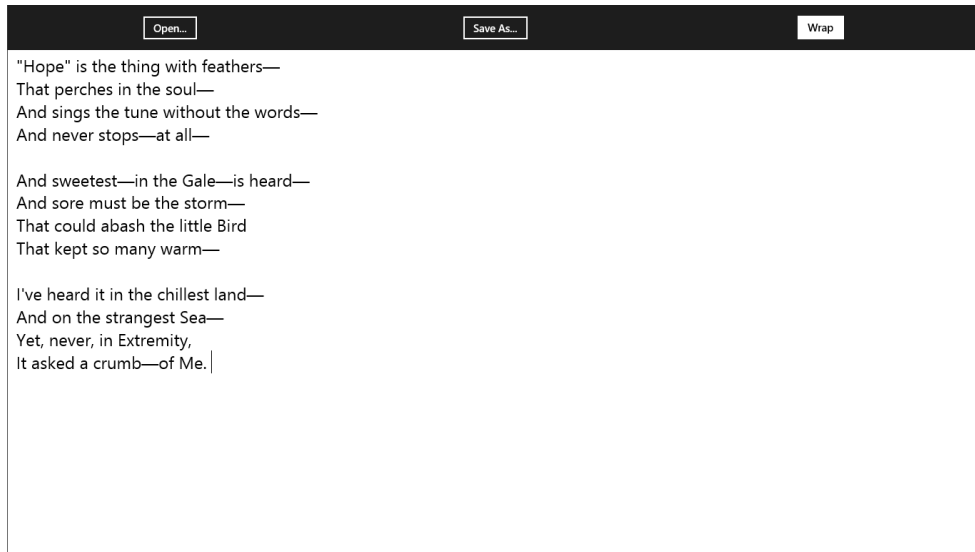 Open...
Save As...
Wrap
"Hope" is the thing with feathers—
That perches in the soul—
And sings the tune without the words—
And never stops—at all—
And sweetest—in the Gale—is heard—
And sore must be the storm—
That could abash the little Bird
That kept so many warm—
I've heard it in the chillest land—
And on the strangest Sea—
Yet, never, in Extremity,
It asked a crumb—of Me.